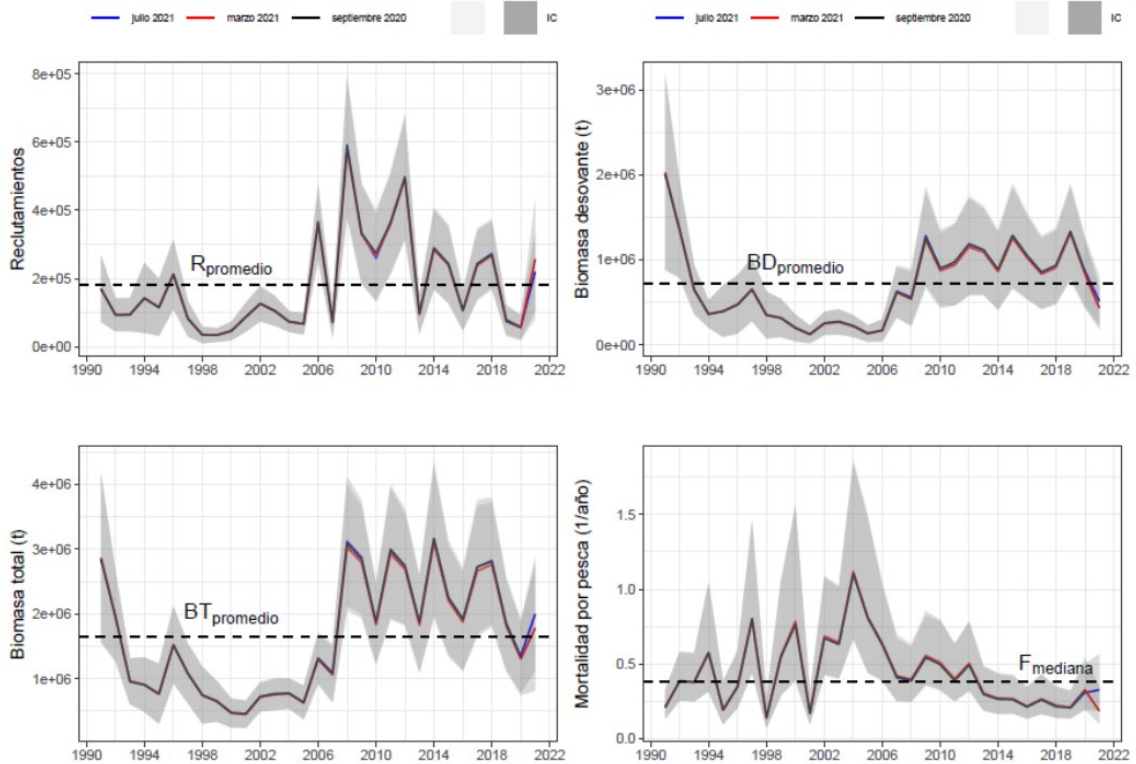 julio 2021 marzo 2021 septiembre 2020 IC
julio 2021 marzo 2021 septiembre 2020 IC
Reclutamientos
8e+05
6e+05
4e+05
2e+05
0e+00
Rpromedio
1990 1994 1998 2002 2006 2010 2014 2018 2022
Biomasa desovante (t)
3e+06
2e+06
1e+06
0e+00
BDpromedio
1990 1994 1998 2002 2006 2010 2014 2018 2022
Biomasa total (t)
4e+06
3e+06
2e+06
1e+06
BTpromedio
1990 1994 1998 2002 2006 2010 2014 2018 2022
Mortalidad por pesca (1/año)
1.5
1.0
0.5
0.0
Fmediana
1990 1994 1998 2002 2006 2010 2014 2018 2022